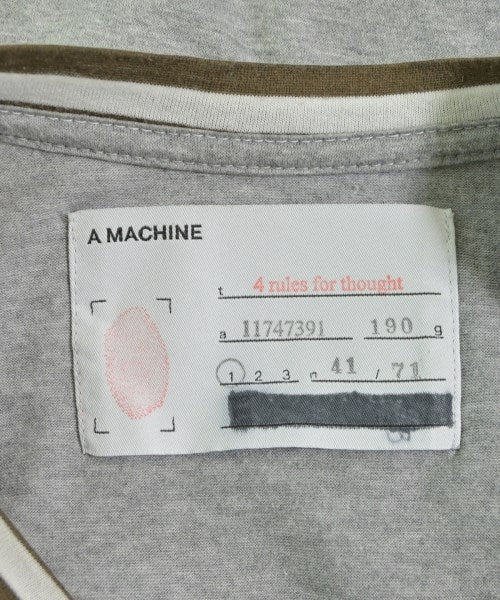 A MACHINE
t 4 rules for thought
a 11747391 190 g
1 2 3 n 41 / 71